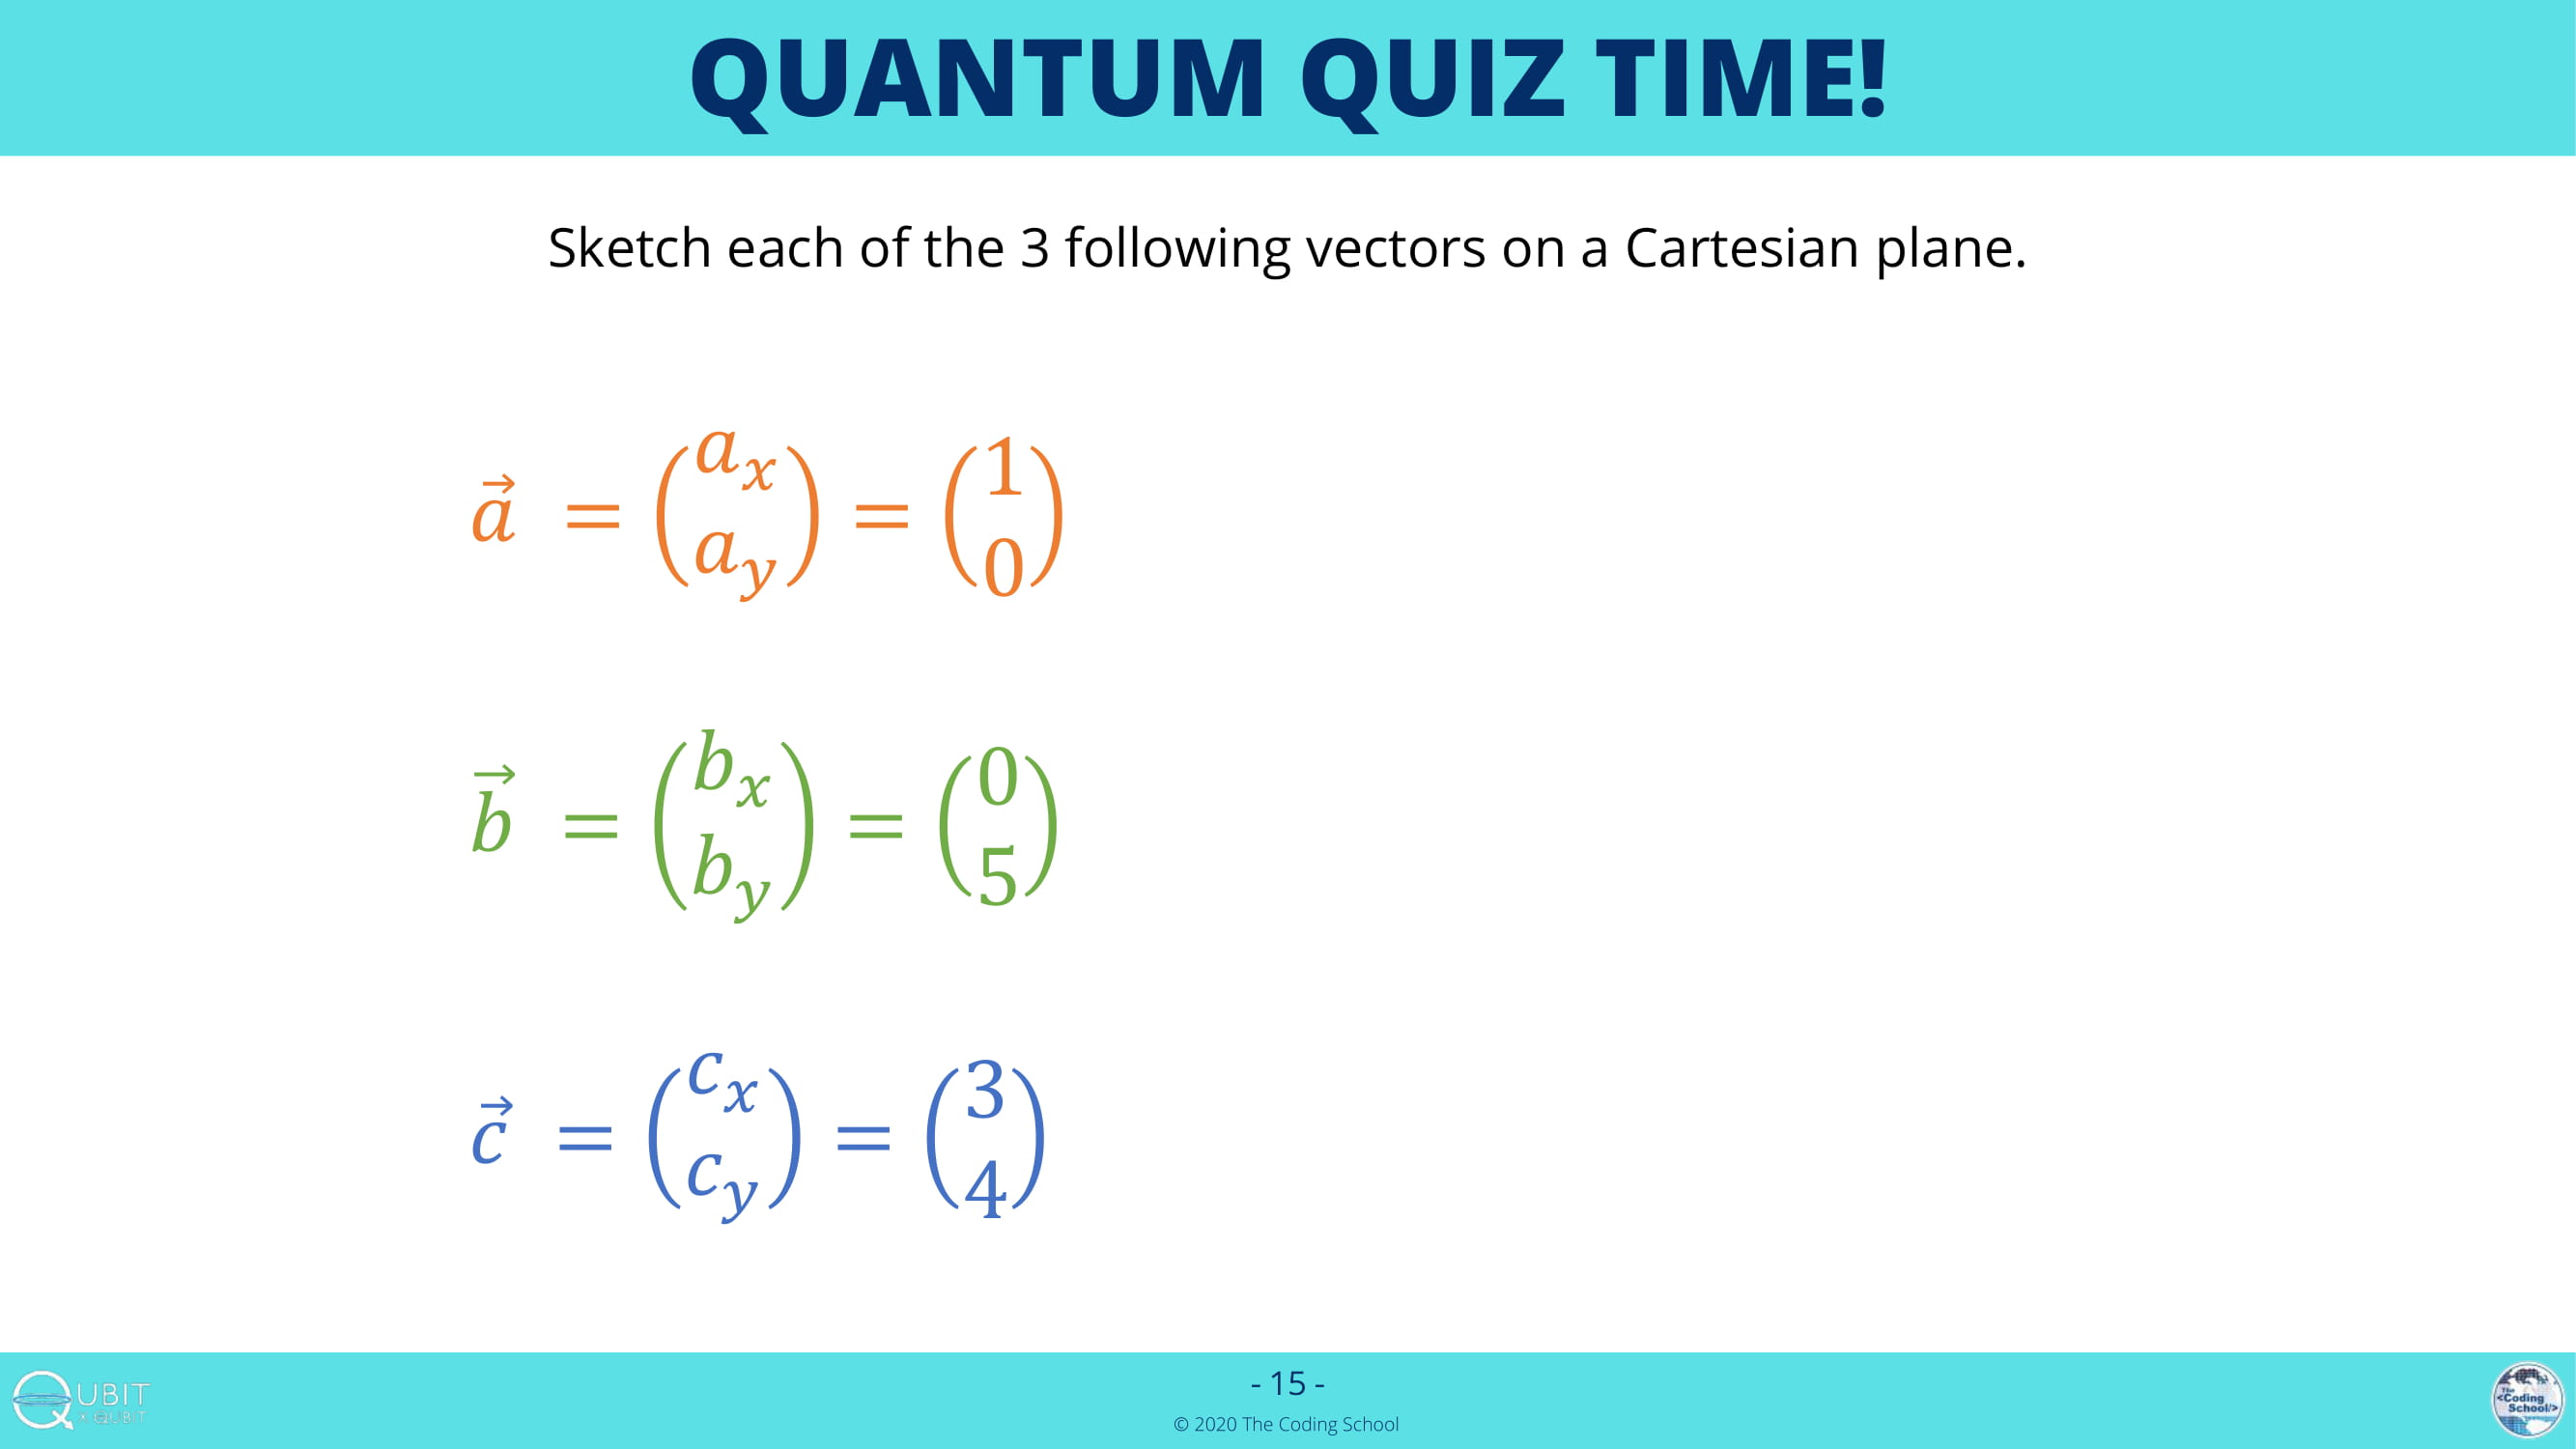 QUANTUM QUIZ TIME!
Sketch each of the 3 following vectors on a Cartesian plane.
$\vec{a} = \begin{pmatrix} a_x \\ a_y \end{pmatrix} = \begin{pmatrix} 1 \\ 0 \end{pmatrix}$
$\vec{b} = \begin{pmatrix} b_x \\ b_y \end{pmatrix} = \begin{pmatrix} 0 \\ 5 \end{pmatrix}$
$\vec{c} = \begin{pmatrix} c_x \\ c_y \end{pmatrix} = \begin{pmatrix} 3 \\ 4 \end{pmatrix}$
QUBIT
x QUBIT
- 15 -
© 2020 The Coding School
The
<Coding
School/>